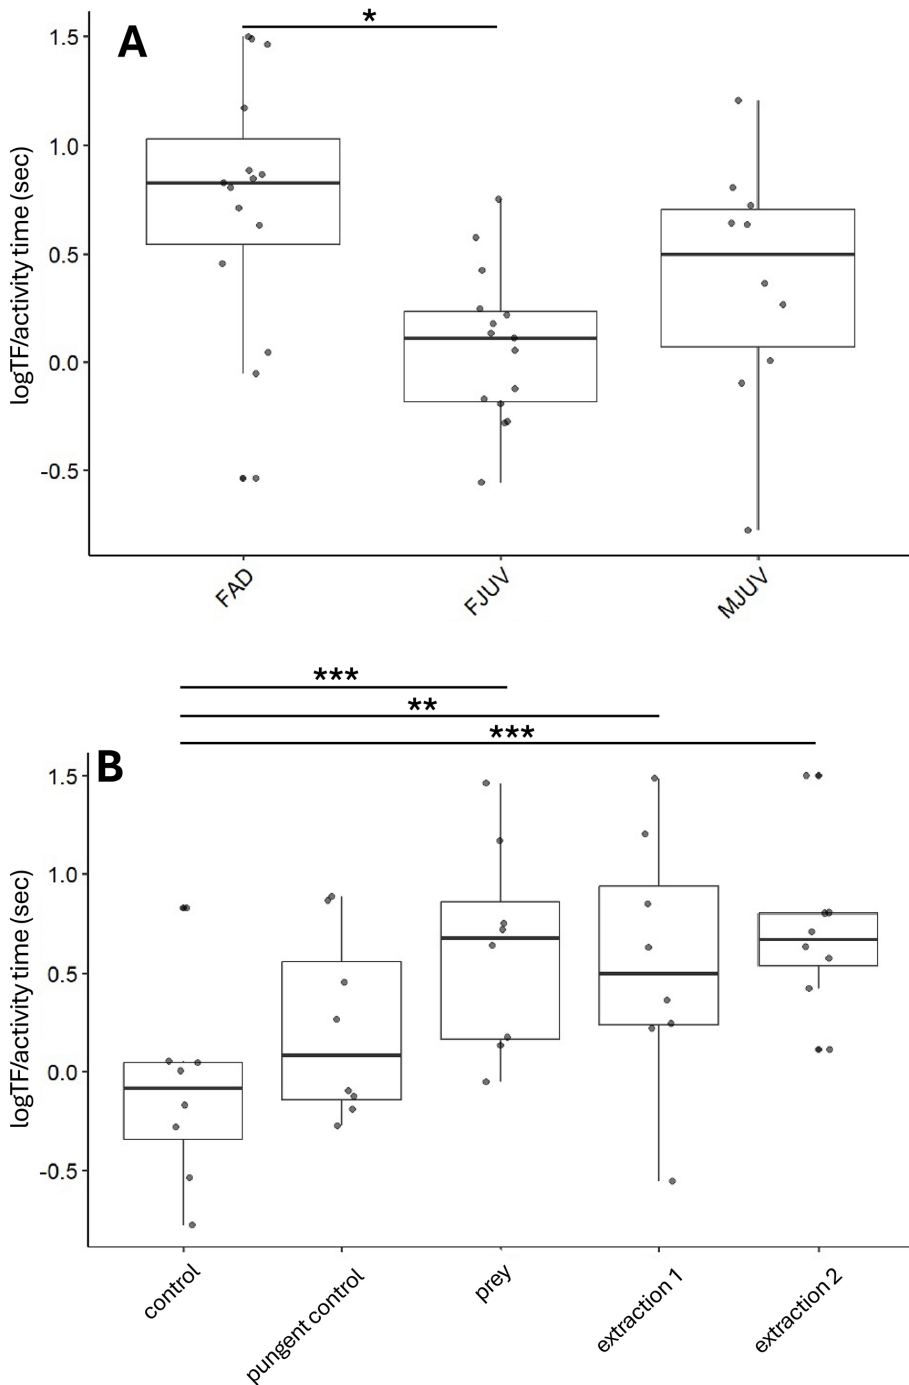 *
A
1.5
1.0
0.5
0.0
-0.5
logTF/activity time (sec)
FAD
FJUV
MJUV
***
**
***
B
1.5
1.0
0.5
0.0
-0.5
logTF/activity time (sec)
control
pungent control
prey
extraction 1
extraction 2